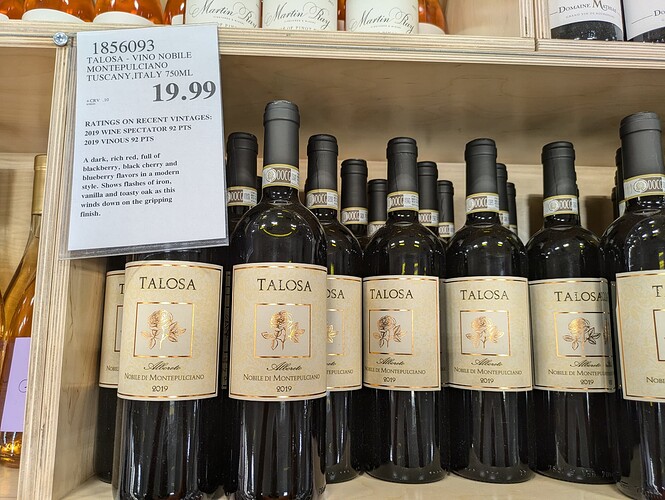 Martin Ray
Martin Ray
DOMAINE
1856093
TALOSA - VINO NOBILE
MONTEPULCIANO
TUSCANY, ITALY 750ML
19.99
RATINGS ON RECENT VINTAGES:
2019 WINE SPECTATOR 92 PTS
2019 VINOUS 92 PTS
A dark, rich red, full of
blackberry, black cherry and
blueberry flavors in a modern
style. Shows flashes of iron,
vanilla and toasty oak as this
winds down on the gripping
finish.
TALOSA
Alboreto
NOBILE DI MONTEPULCIANO
2019
TALOSA
Alboreto
NOBILE DI MONTEPULCIANO
2019
TALOSA
Alboreto
NOBILE DI MONTEPULCIANO
2019
TALOSA
Alboreto
NOBILE DI MONTEPULCIANO
2019
TALOSA
Alboreto
NOBILE DI MONTEPULCIANO
2019
TALOSA
2019